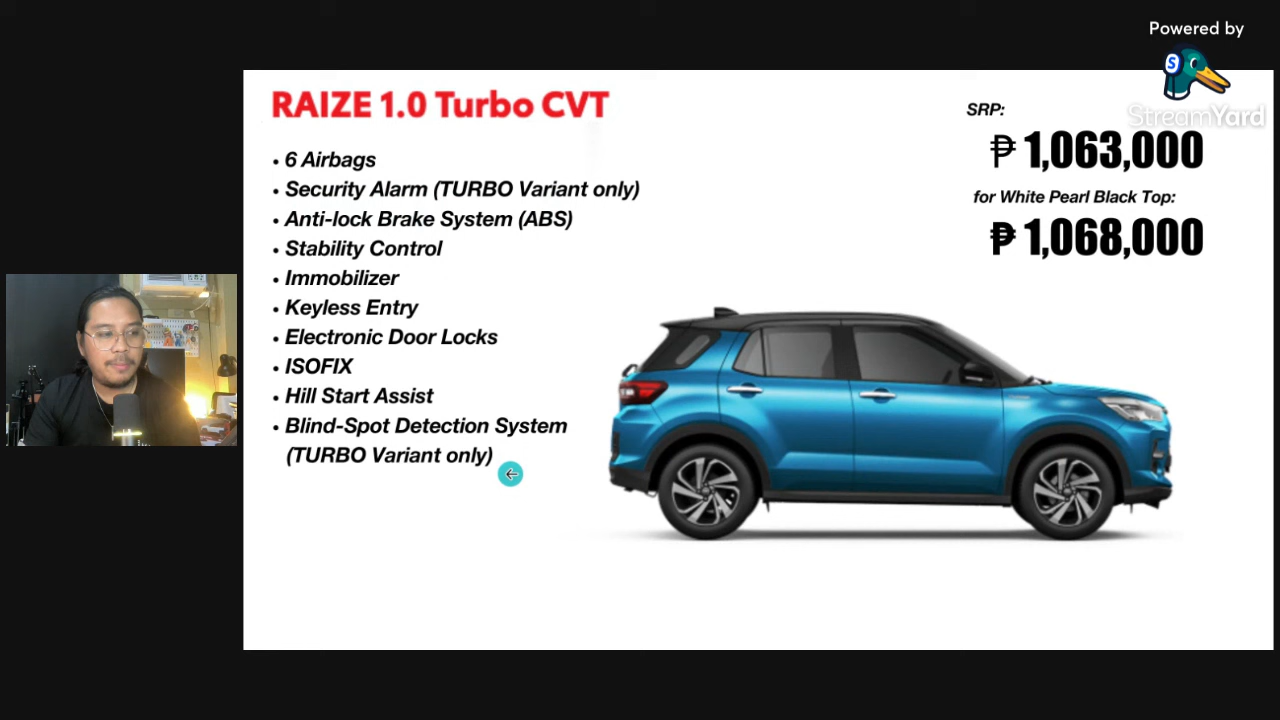 Powered by
StreamYard
RAIZE 1.0 Turbo CVT
• 6 Airbags
• Security Alarm (TURBO Variant only)
• Anti-lock Brake System (ABS)
• Stability Control
• Immobilizer
• Keyless Entry
• Electronic Door Locks
• ISOFIX
• Hill Start Assist
• Blind-Spot Detection System
(TURBO Variant only)
SRP:
₱ 1,063,000
for White Pearl Black Top:
₱ 1,068,000